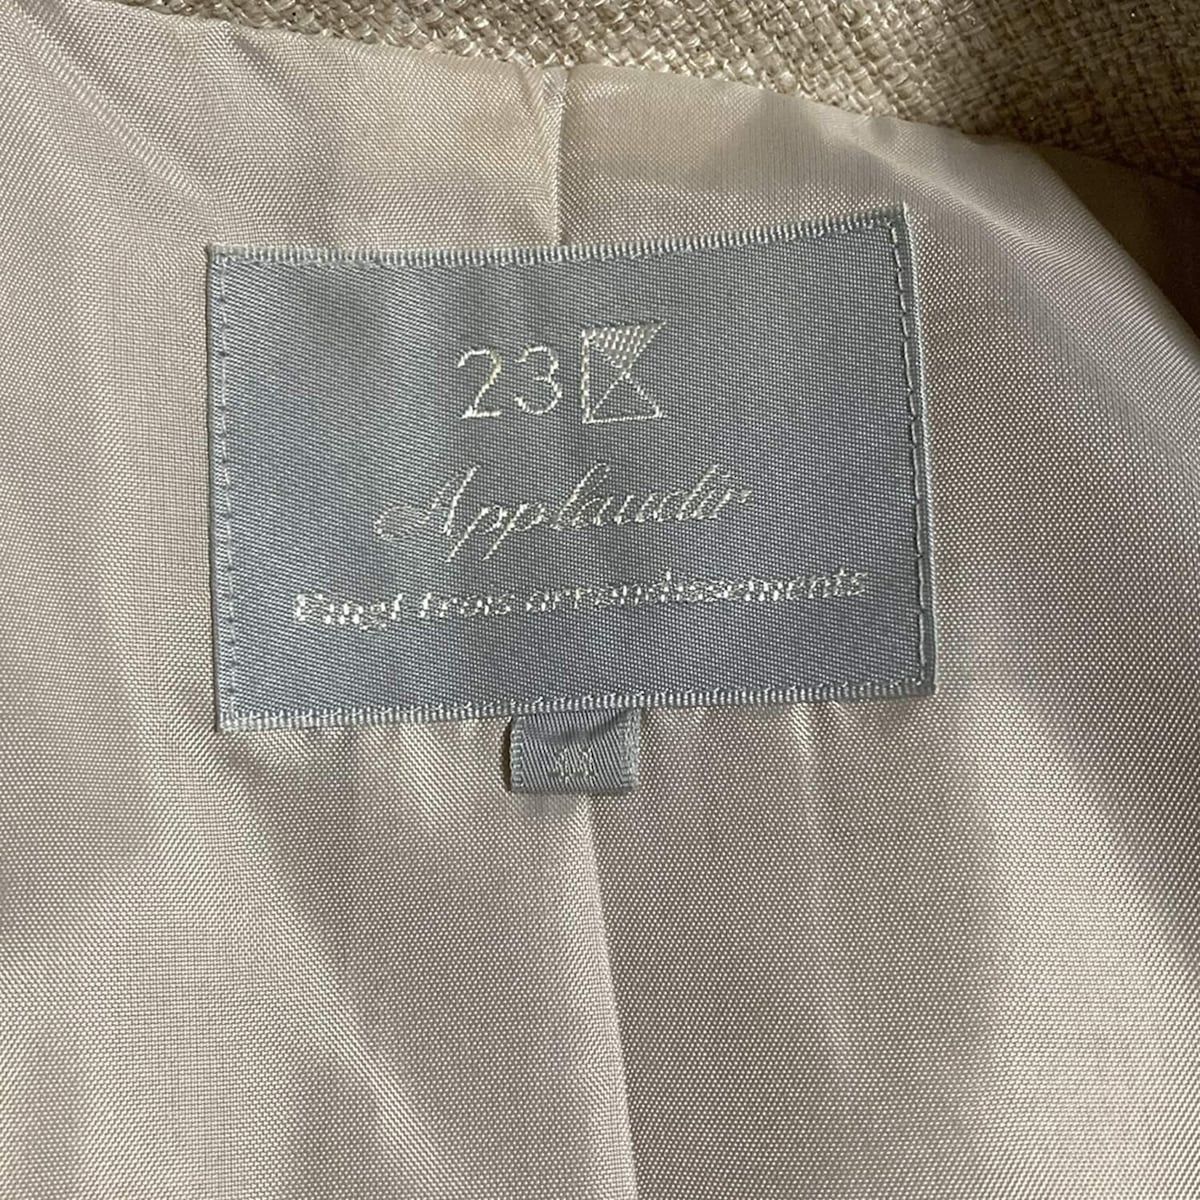 23
Applaudir
Vingt trois arrondissements